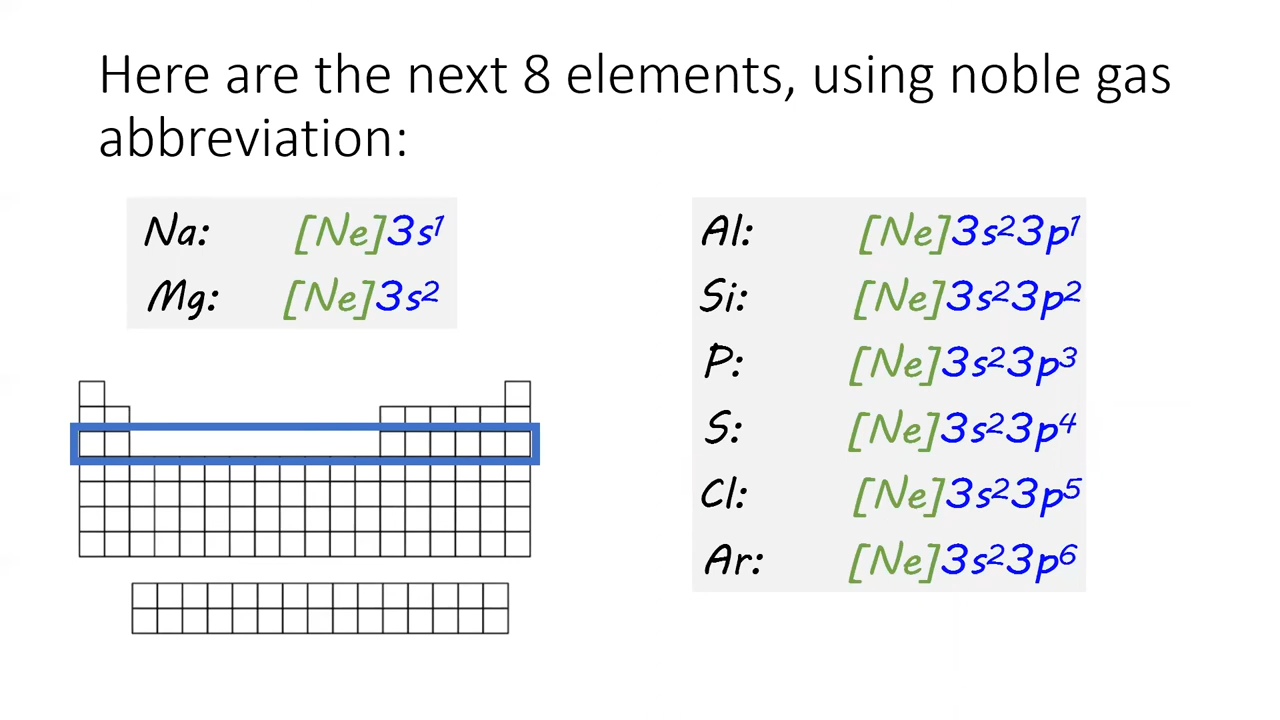 Here are the next 8 elements, using noble gas
abbreviation:
Na: [Ne]3s¹
Mg: [Ne]3s²
Al: [Ne]3s²3p¹
Si: [Ne]3s²3p²
P: [Ne]3s²3p³
S: [Ne]3s²3p⁴
Cl: [Ne]3s²3p⁵
Ar: [Ne]3s²3p⁶